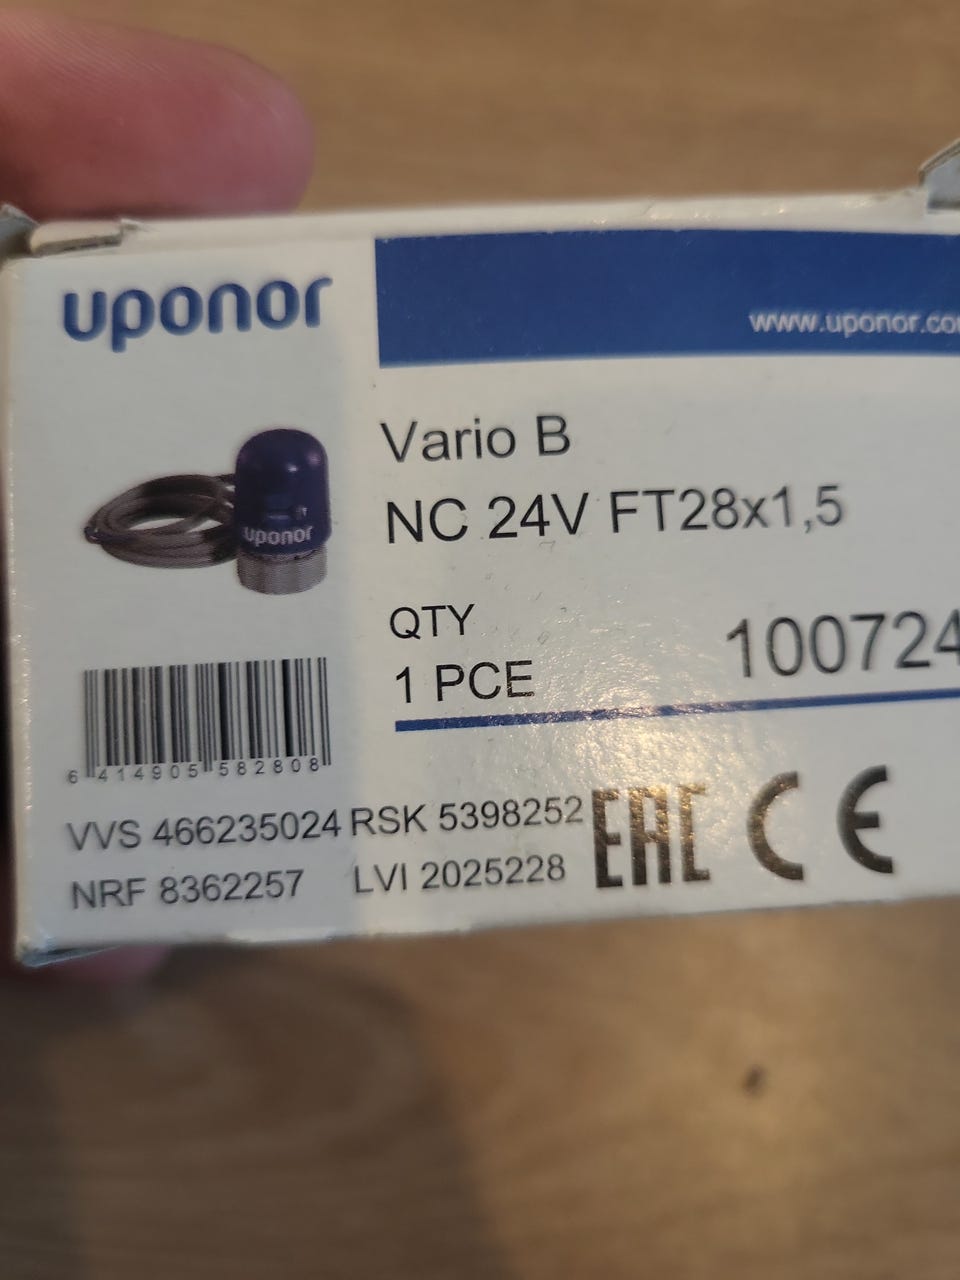 uponor
www.uponor.co
Vario B
NC 24V FT28x1,5
uponor
QTY
1 PCE
100724
6 414905 582808
VVS 466235024 RSK 5398252
NRF 8362257 LVI 2025228
EAC CE